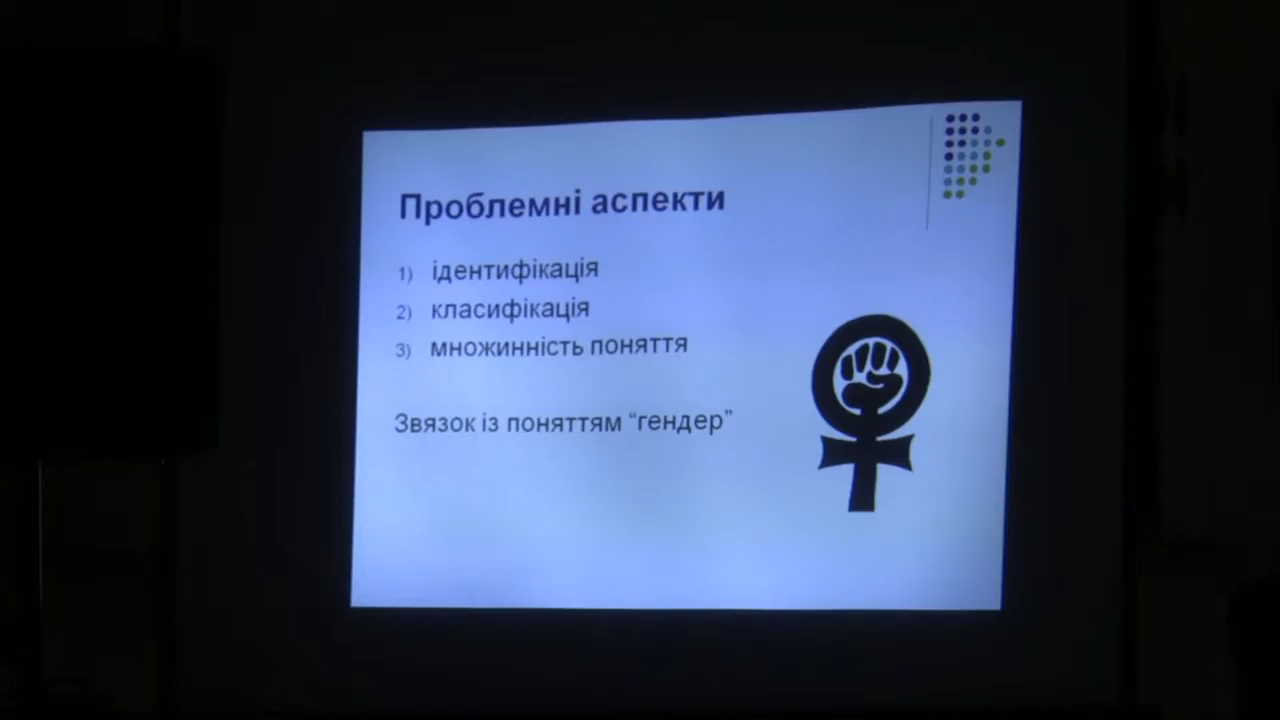 Проблемні аспекти
1) ідентифікація
2) класифікація
3) множинність поняття
Звязок із поняттям “гендер”